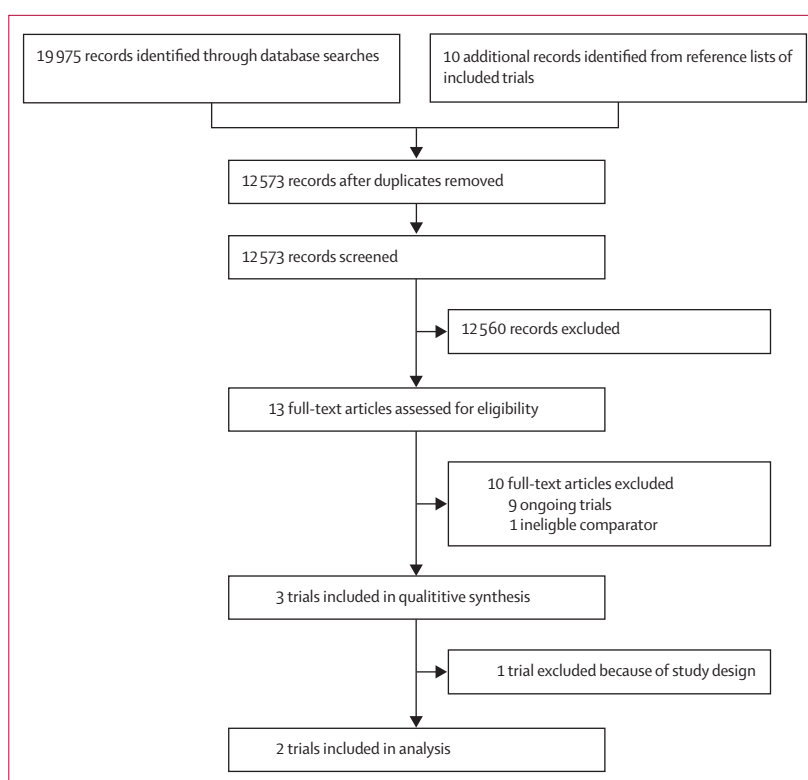 19 975 records identified through database searches
10 additional records identified from reference lists of
included trials
12 573 records after duplicates removed
12 573 records screened
12 560 records excluded
13 full-text articles assessed for eligibility
10 full-text articles excluded
9 ongoing trials
1 ineligble comparator
3 trials included in qualititive synthesis
1 trial excluded because of study design
2 trials included in analysis